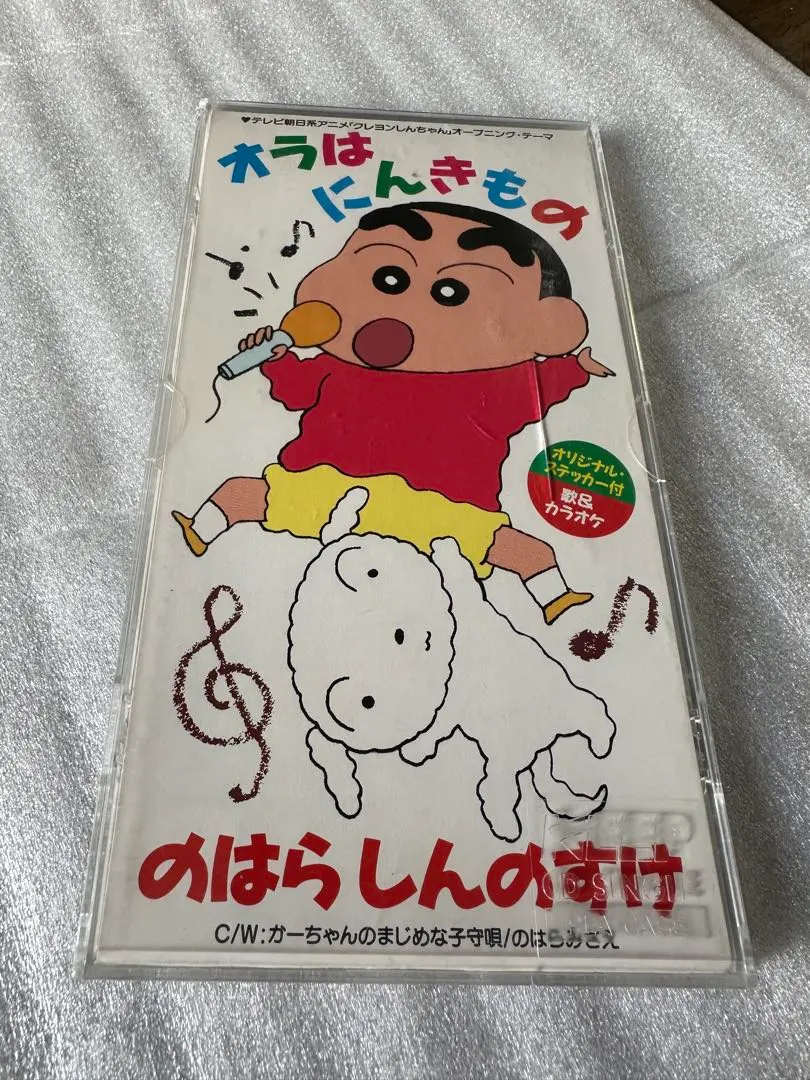 ♥テレビ朝日系アニメ「クレヨンしんちゃん」オープニング・テーマ
オラは
にんきもの
オリジナル・
ステッカー付
歌&
カラオケ
のはらしんのすけ
C/W:かーちゃんのまじめな子守唄/のはらみさえ